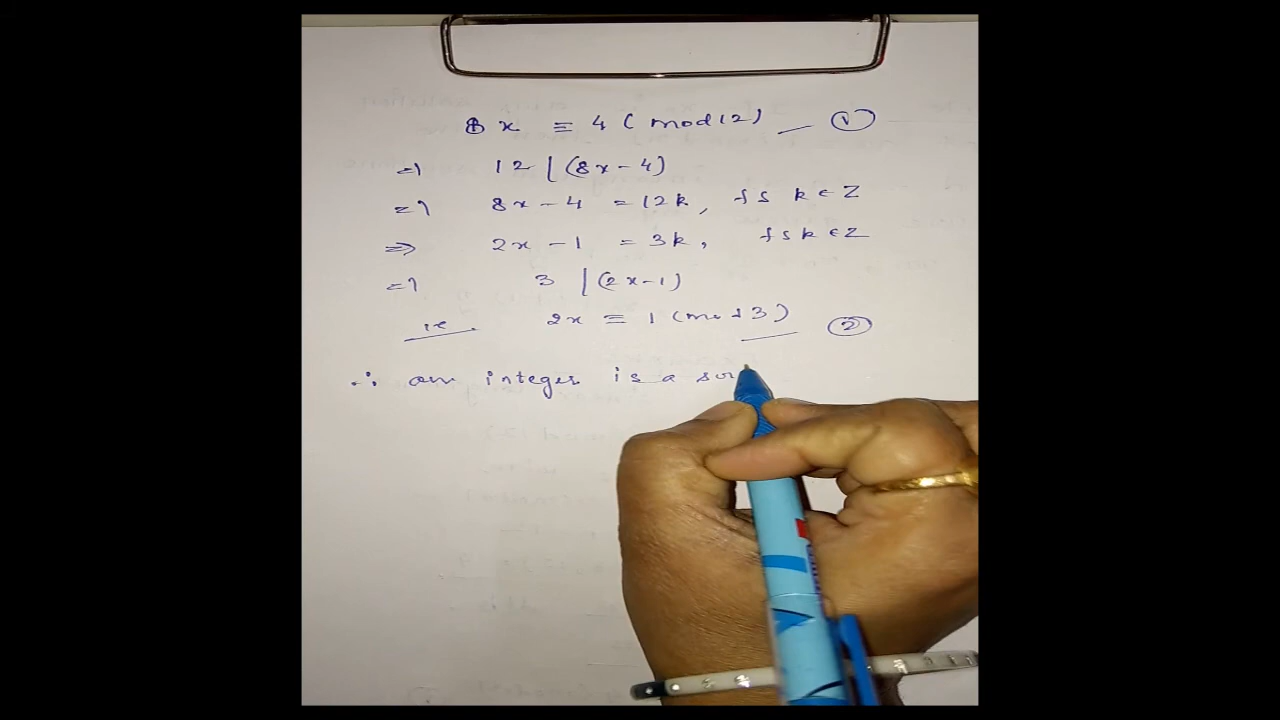 8x ≡ 4 ( mod 12 ) — ①
⇒ 12 | (8x - 4)
⇒ 8x - 4 = 12k, fs k ∈ Z
⇒ 2x - 1 = 3k, fs k ∈ Z
⇒ 3 | (2x-1)
ie 2x ≡ 1 (mod 3) — ②
∴ an integer is a so